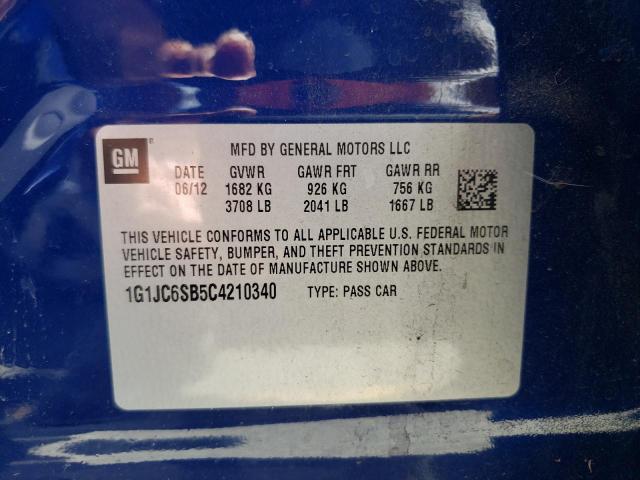 GM
MFD BY GENERAL MOTORS LLC
DATE GVWR GAWR FRT GAWR RR
06/12 1682 KG 926 KG 756 KG
3708 LB 2041 LB 1667 LB
THIS VEHICLE CONFORMS TO ALL APPLICABLE U.S. FEDERAL MOTOR
VEHICLE SAFETY, BUMPER, AND THEFT PREVENTION STANDARDS IN
EFFECT ON THE DATE OF MANUFACTURE SHOWN ABOVE.
1G1JC6SB5C4210340 TYPE: PASS CAR